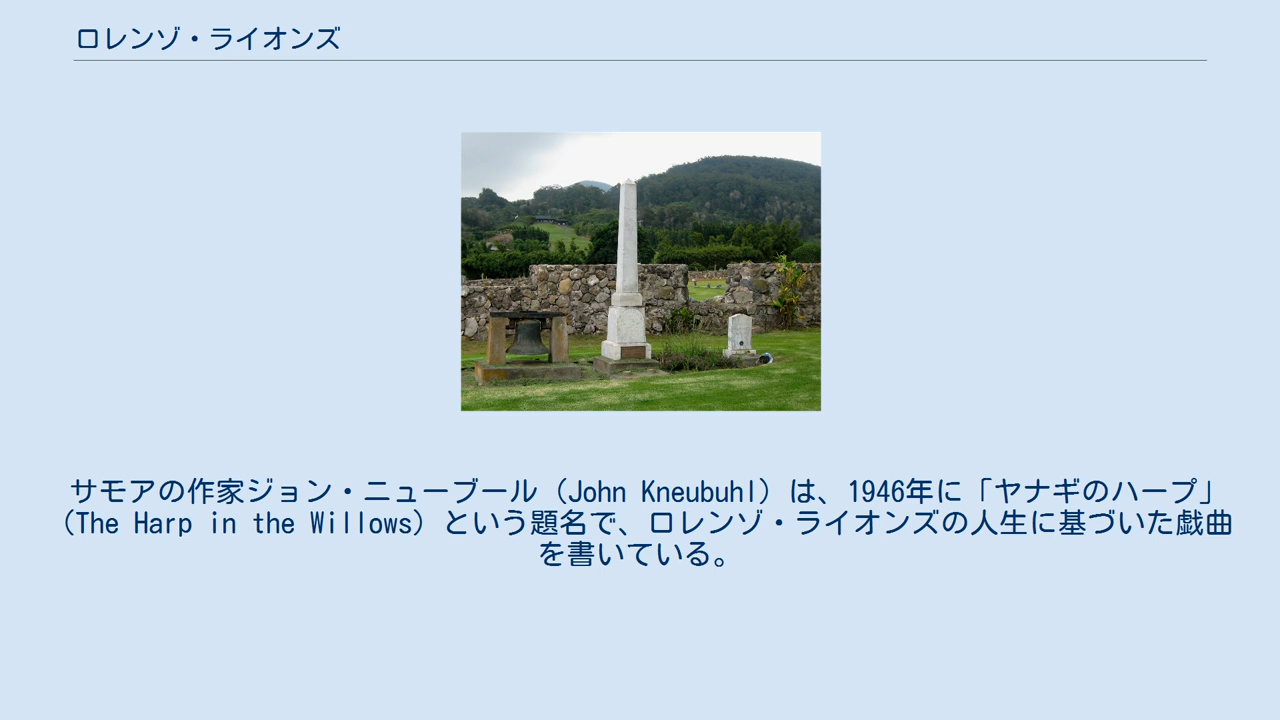 ロレンゾ・ライオンズ
サモアの作家ジョン・ニューブール（John Kneubuhl）は、1946年に「ヤナギのハープ」
（The Harp in the Willows）という題名で、ロレンゾ・ライオンズの人生に基づいた戯曲
を書いている。